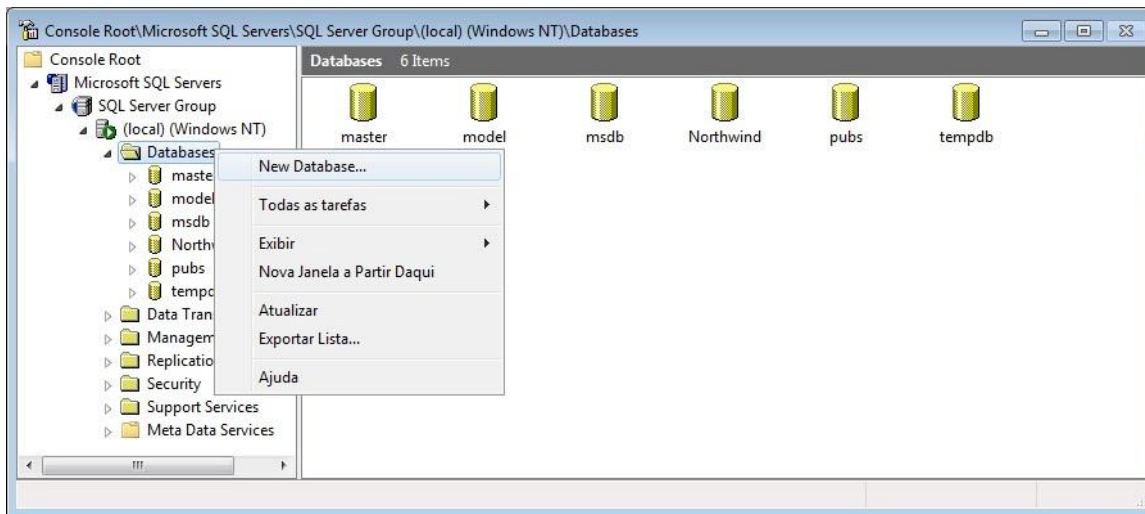 Console Root\Microsoft SQL Servers\SQL Server Group\(local) (Windows NT)\Databases
Console Root
Microsoft SQL Servers
SQL Server Group
(local) (Windows NT)
Databases
maste
model
msdb
North
pubs
tempd
Data Tran
Managem
Replicatio
Security
Support Services
Meta Data Services
Databases 6 Items
master model msdb Northwind pubs tempdb
New Database...
Todas as tarefas
Exibir
Nova Janela a Partir Daqui
Atualizar
Exportar Lista...
Ajuda